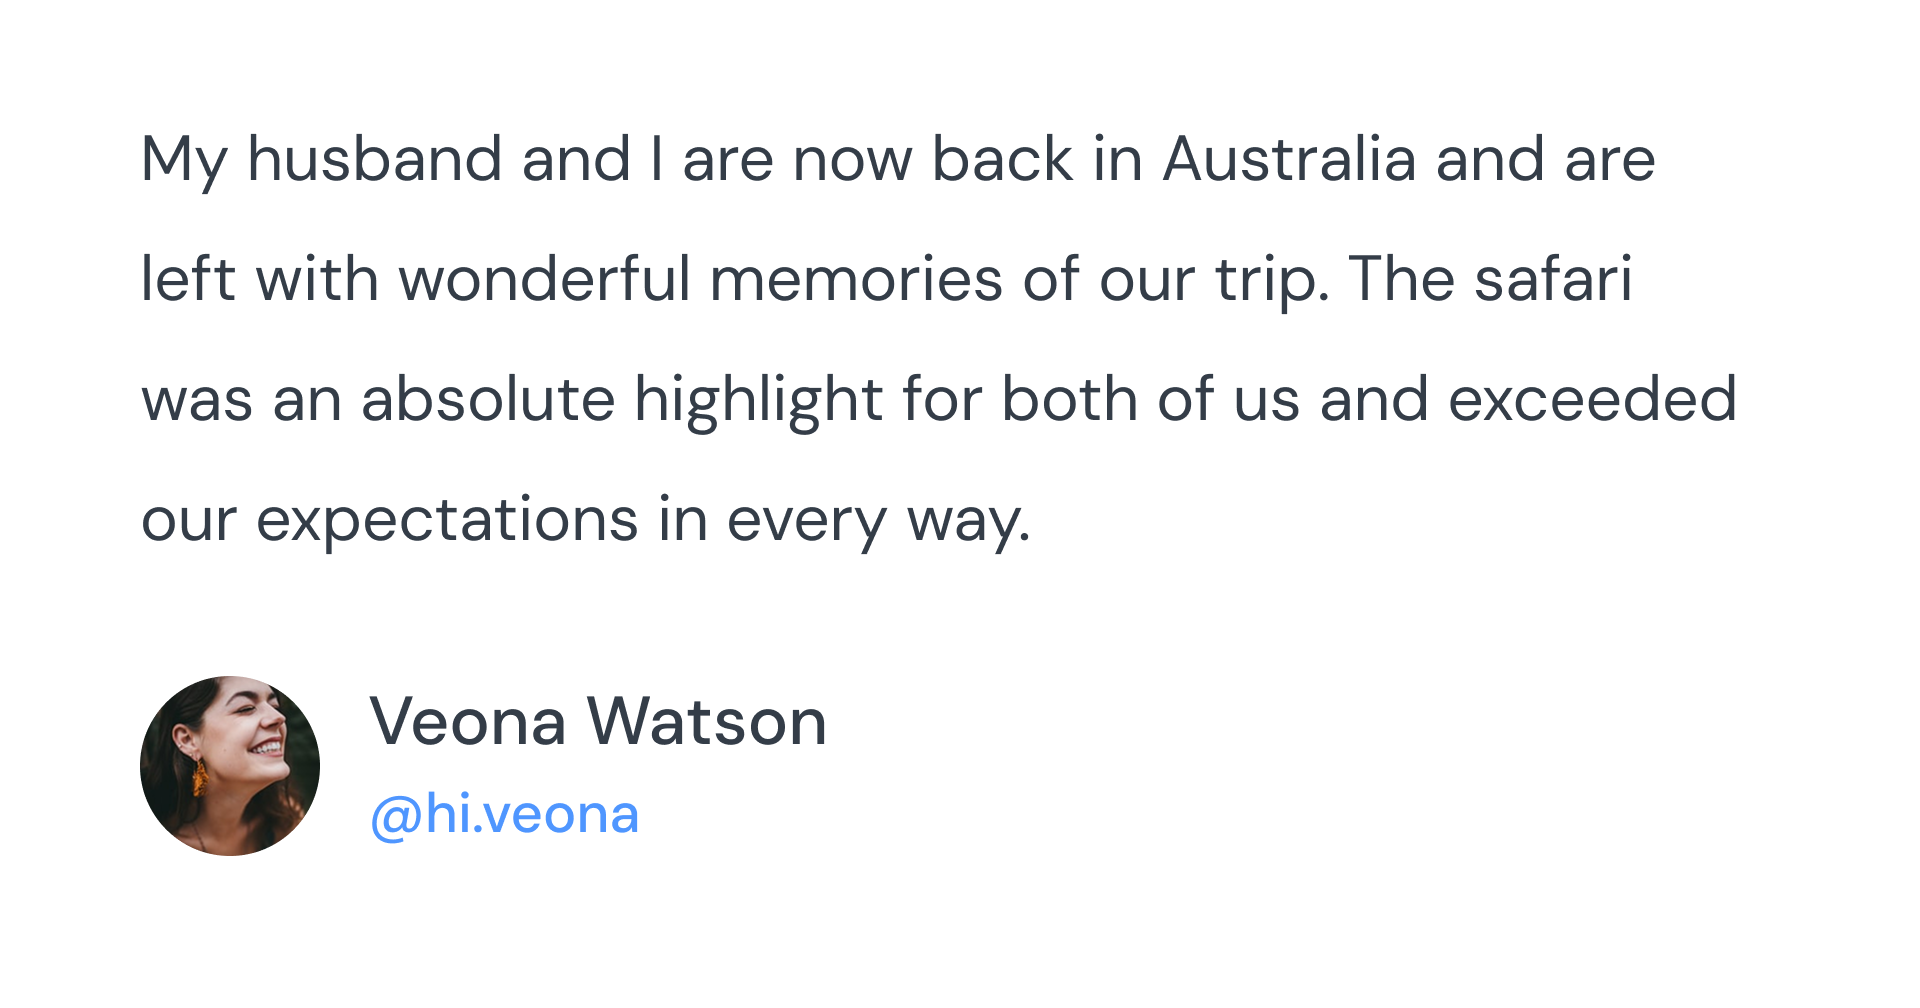 My husband and I are now back in Australia and are
left with wonderful memories of our trip. The safari
was an absolute highlight for both of us and exceeded
our expectations in every way.
Veona Watson
@hi.veona